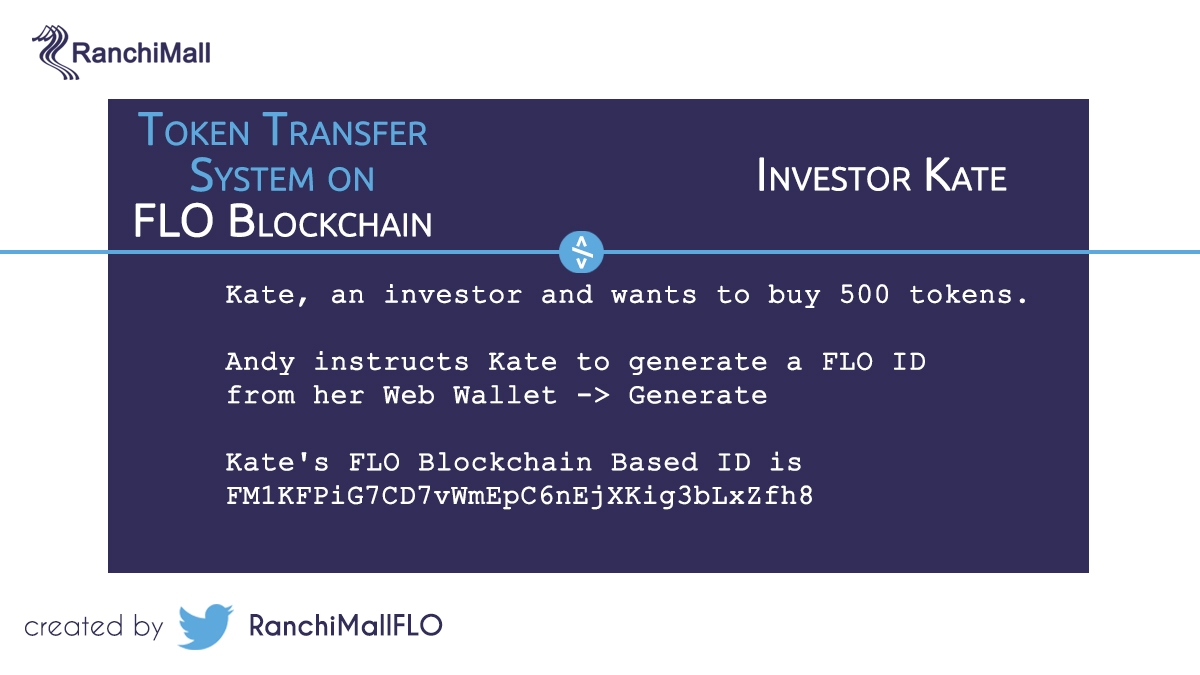 RanchiMall
Token Transfer
System on
FLO Blockchain
Investor Kate
Kate, an investor and wants to buy 500 tokens.
Andy instructs Kate to generate a FLO ID
from her Web Wallet -> Generate
Kate's FLO Blockchain Based ID is
FM1KFPiG7CD7vWmEpC6nEjXKig3bLxZfh8
created by RanchiMallFLO